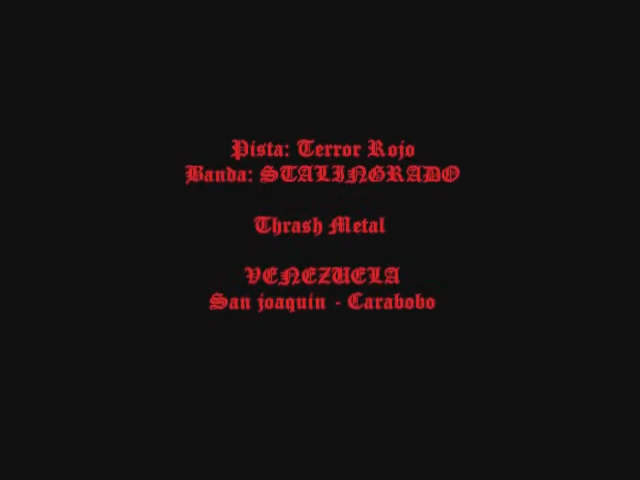 Pista: Terror Rojo
Banda: STALINGRADO
Thrash Metal
VENEZUELA
San joaquin - Carabobo